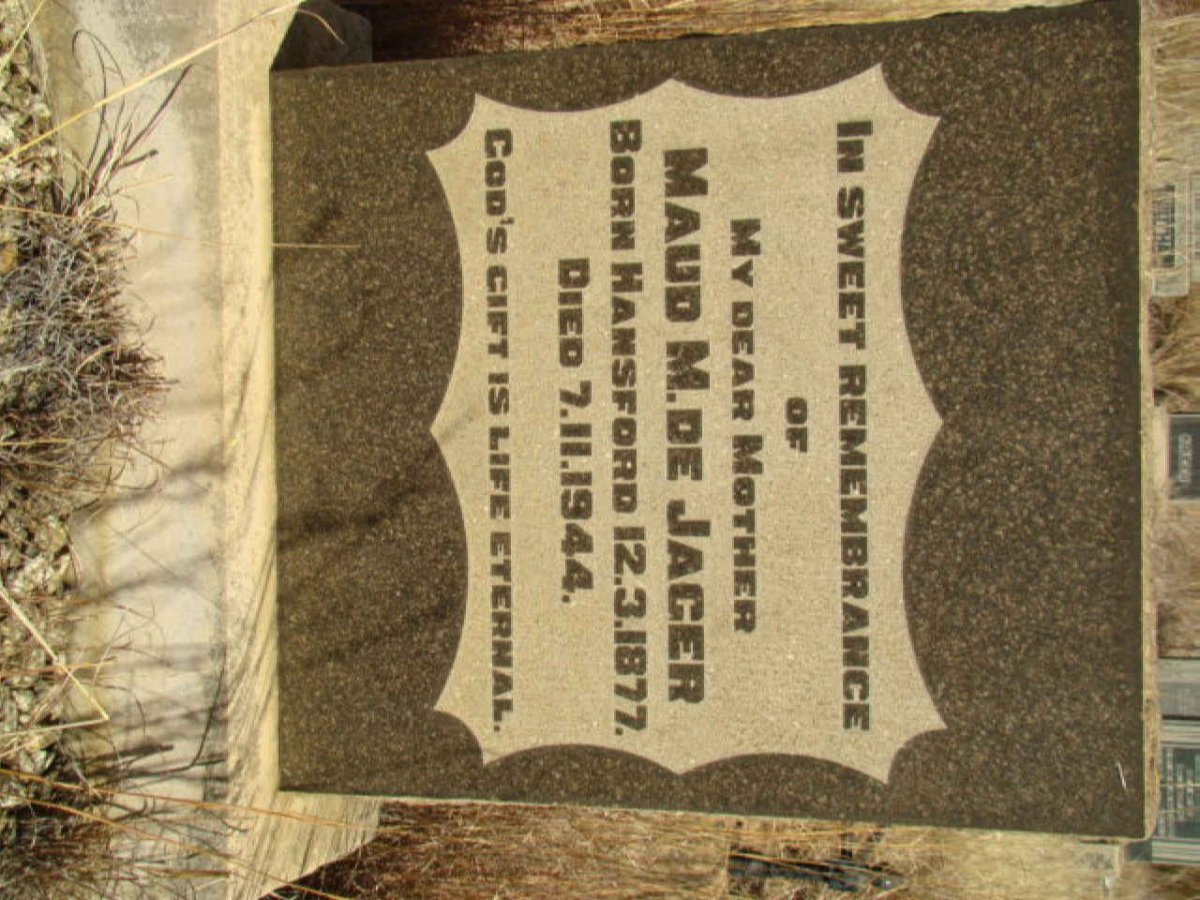 IN SWEET REMEMBRANCE
OF
MY DEAR MOTHER
MAUD M. DE JAGER
BORN HANSFORD 12.3.1877.
DIED 7.11.1944.
GOD'S GIFT IS LIFE ETERNAL.